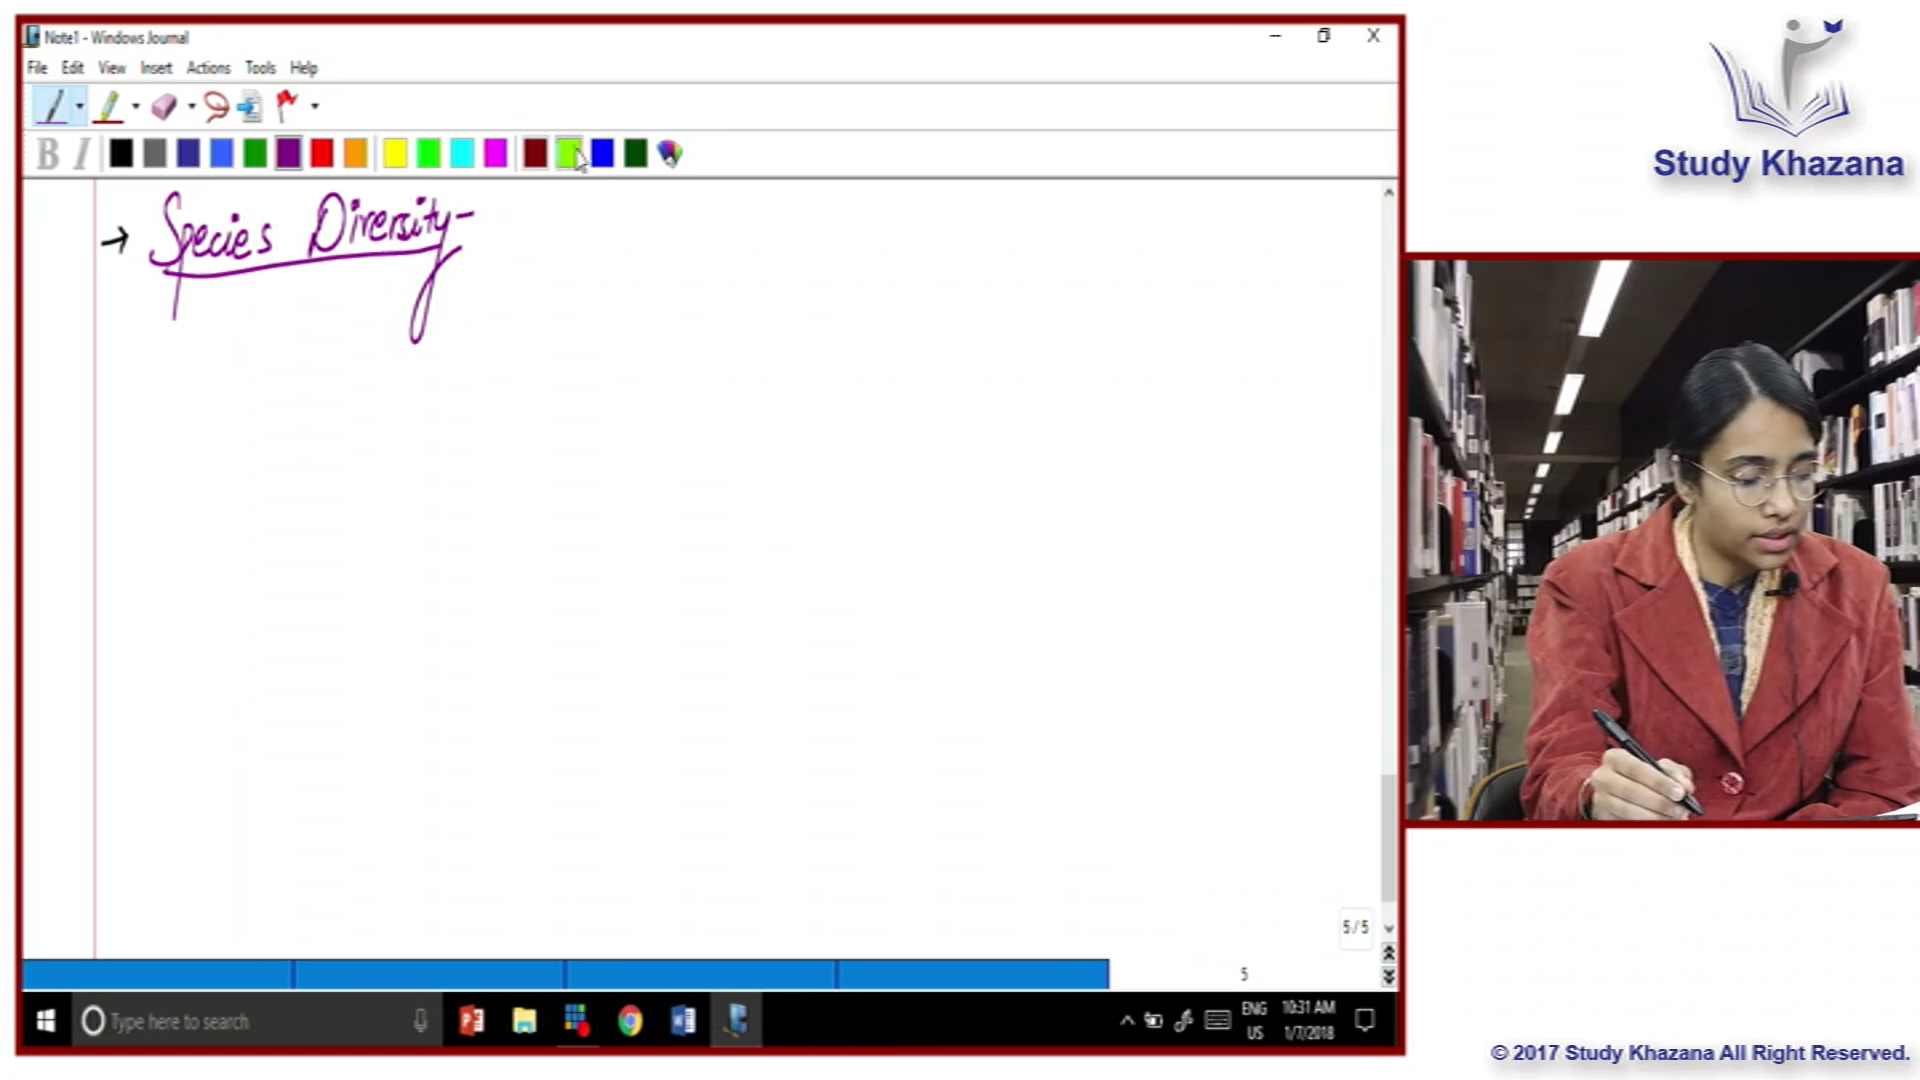 Note1 - Windows Journal
File Edit View Insert Actions Tools Help
B I
→ Species Diversity-
5 / 5
5
Type here to search
ENG
US
10:31 AM
1/7/2018
Study Khazana
© 2017 Study Khazana All Right Reserved.